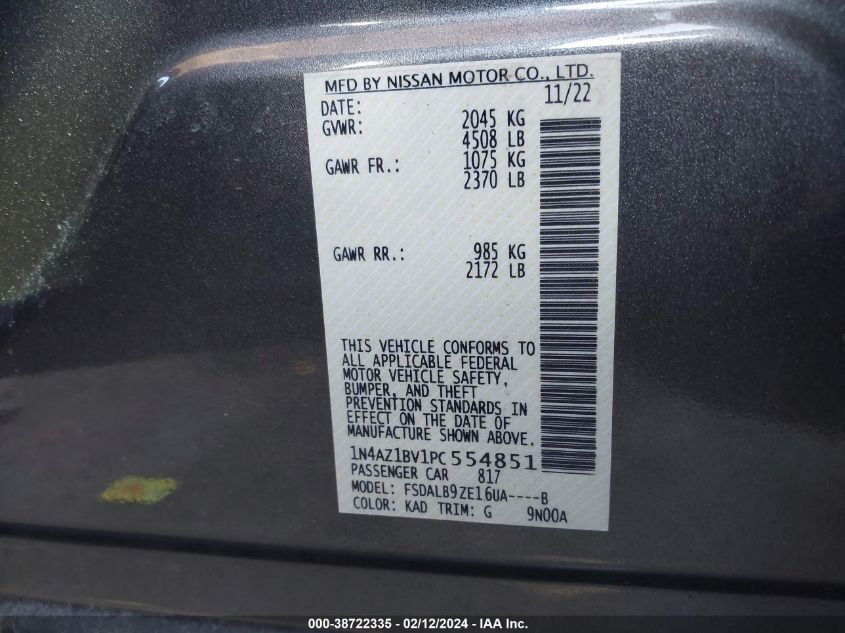 MFD BY NISSAN MOTOR CO., LTD.
DATE: 11/22
GVWR: 2045 KG
4508 LB
GAWR FR.: 1075 KG
2370 LB
GAWR RR.: 985 KG
2172 LB
THIS VEHICLE CONFORMS TO
ALL APPLICABLE FEDERAL
MOTOR VEHICLE SAFETY,
BUMPER, AND THEFT
PREVENTION STANDARDS IN
EFFECT ON THE DATE OF
MANUFACTURE SHOWN ABOVE.
1N4AZ1BV1PC554851
PASSENGER CAR 817
MODEL: FSDALB9ZE16UA----B
COLOR: KAD TRIM: G 9N00A
000-38722335 - 02/12/2024 - IAA Inc.